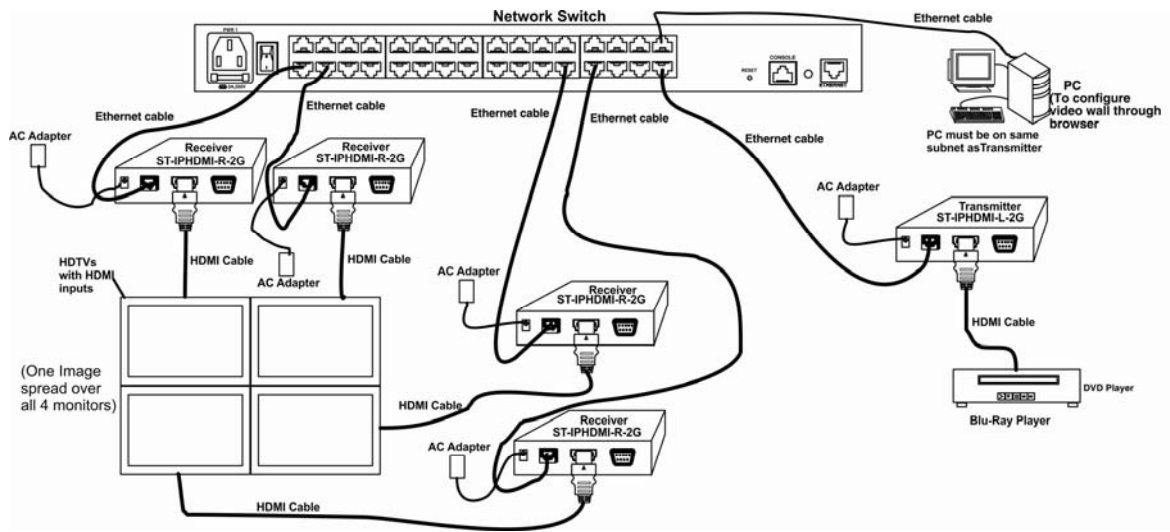 Network Switch
PWR 1
2A,250V
RESET
CONSOLE
ETHERNET
Ethernet cable
PC
(To configure
video wall through
browser
PC must be on same
subnet asTransmitter
Ethernet cable
Ethernet cable
Ethernet cable
Ethernet cable
Ethernet cable
AC Adapter
Receiver
ST-IPHDMI-R-2G
Receiver
ST-IPHDMI-R-2G
AC Adapter
Transmitter
ST-IPHDMI-L-2G
HDTVs
with HDMI
inputs
HDMI Cable
AC Adapter
HDMI Cable
AC Adapter
Receiver
ST-IPHDMI-R-2G
HDMI Cable
(One Image
spread over
all 4 monitors)
HDMI Cable
DVD Player
Blu-Ray Player
AC Adapter
Receiver
ST-IPHDMI-R-2G
HDMI Cable